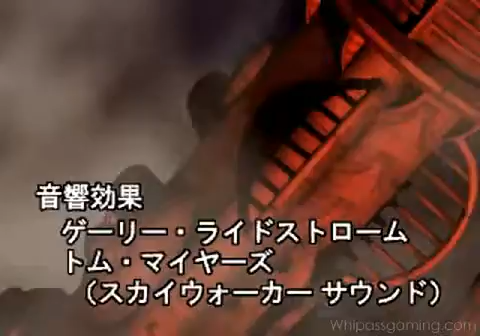 音響効果
ゲーリー・ライドストローム
トム・マイヤーズ
(スカイウォーカー サウンド)
Whipassgaming.com